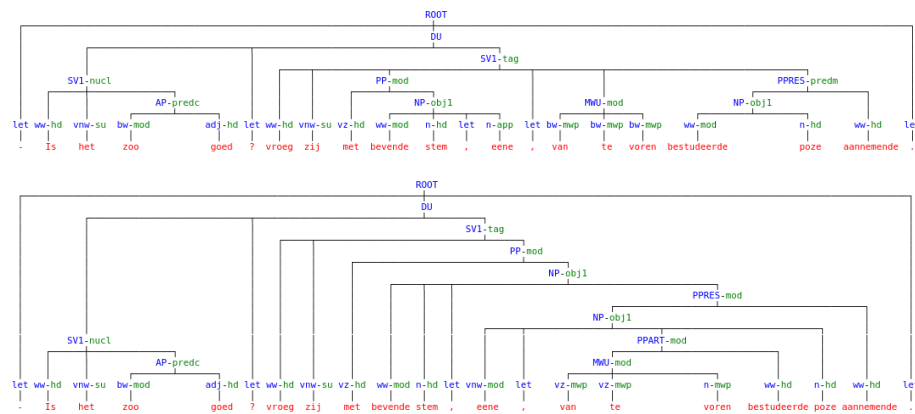 ROOT
DU
SV1-tag
SV1-nucl PP-mod PPRES-predm
AP-predc NP-obj1 MWU-mod NP-obj1
let ww-hd vnw-su bw-mod adj-hd let ww-hd vnw-su vz-hd ww-mod n-hd let n-app let bw-mwp bw-mwp bw-mwp ww-mod n-hd ww-hd le
- Is het zoo goed ? vroeg zij met bevende stem , eene , van te voren bestudeerde poze aannemende .
ROOT
DU
SV1-tag
PP-mod
NP-obj1
PPRES-mod
NP-obj1
SV1-nucl PPART-mod
AP-predc MWU-mod
let ww-hd vnw-su bw-mod adj-hd let ww-hd vnw-su vz-hd ww-mod n-hd let vnw-mod let vz-mwp vz-mwp n-mwp ww-hd n-hd ww-hd le
- Is het zoo goed ? vroeg zij met bevende stem , eene , van te voren bestudeerde poze aannemende .